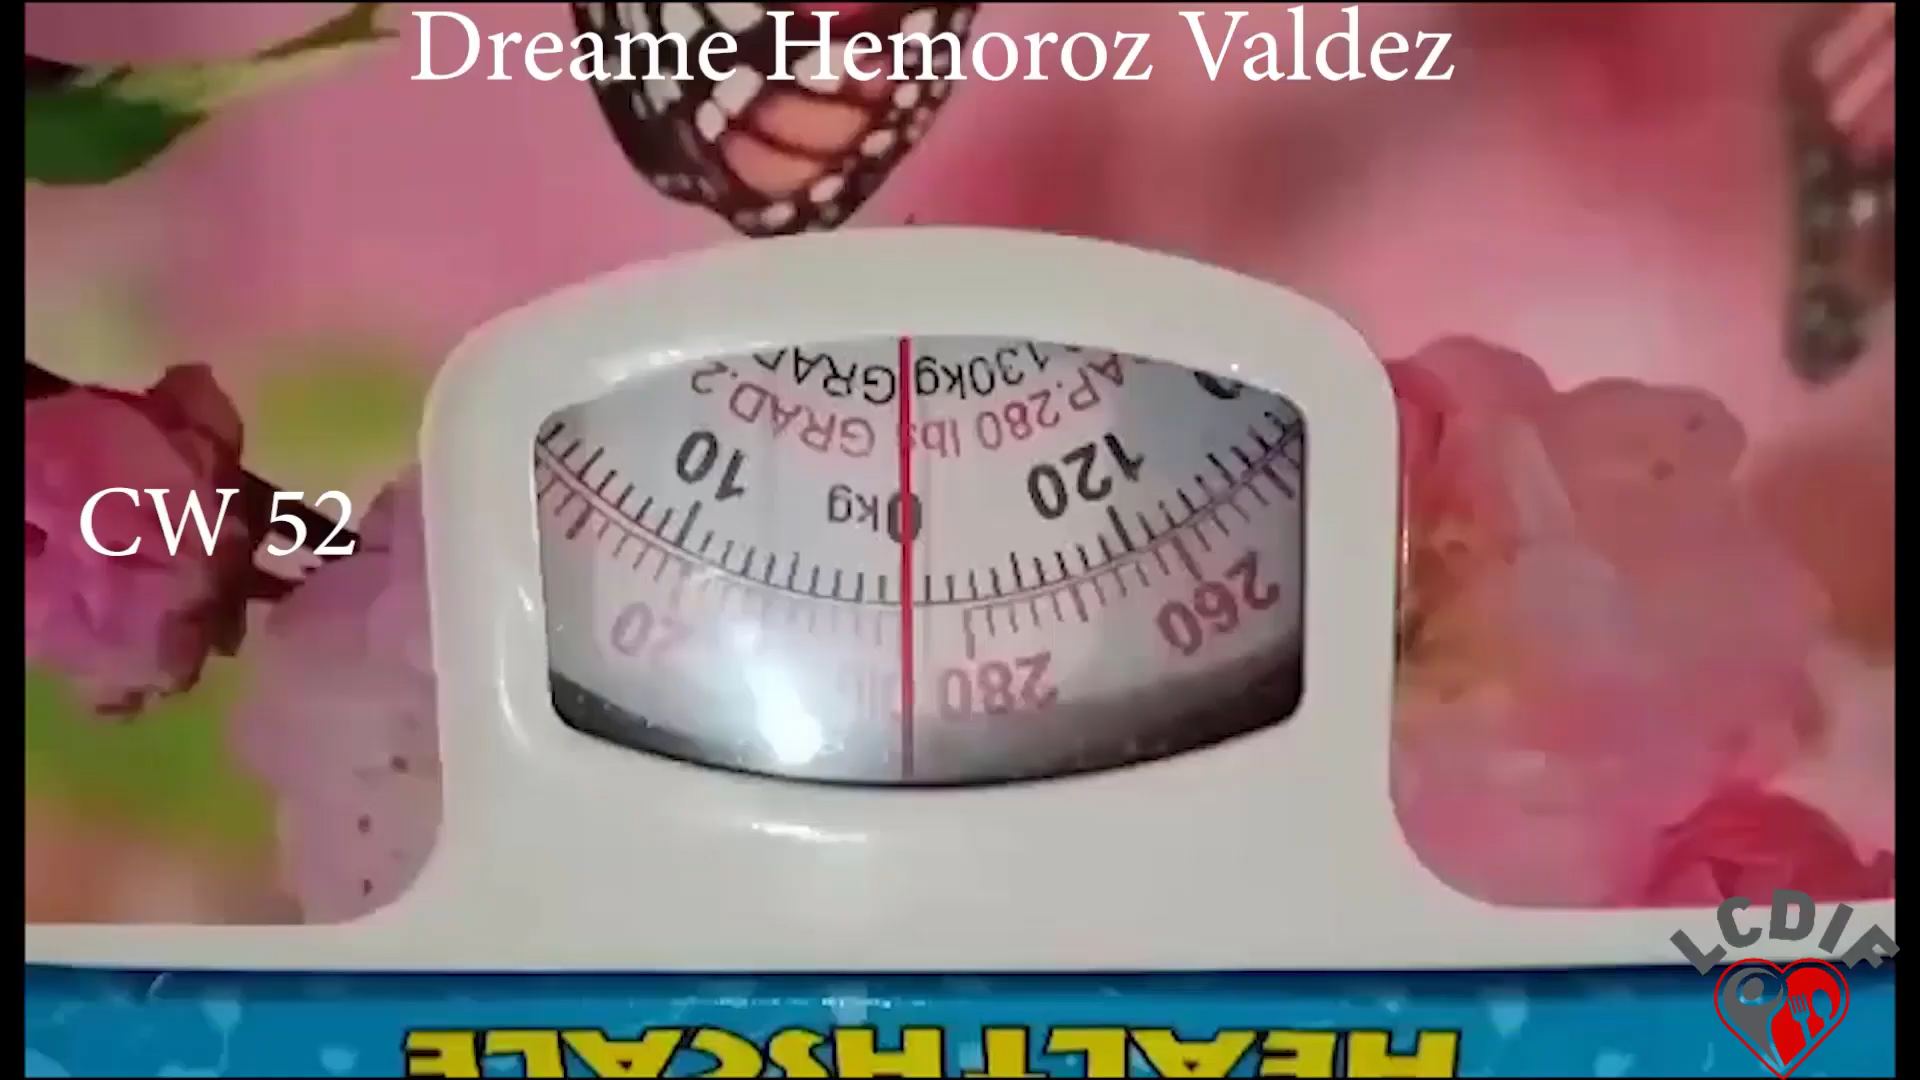 Dreame Hemoroz Valdez
CW 52
130kg GRAD
AP.280 lbs GRAD.2
10
0kg
120
20
280
260
HEALTHSCALE
LCDIF